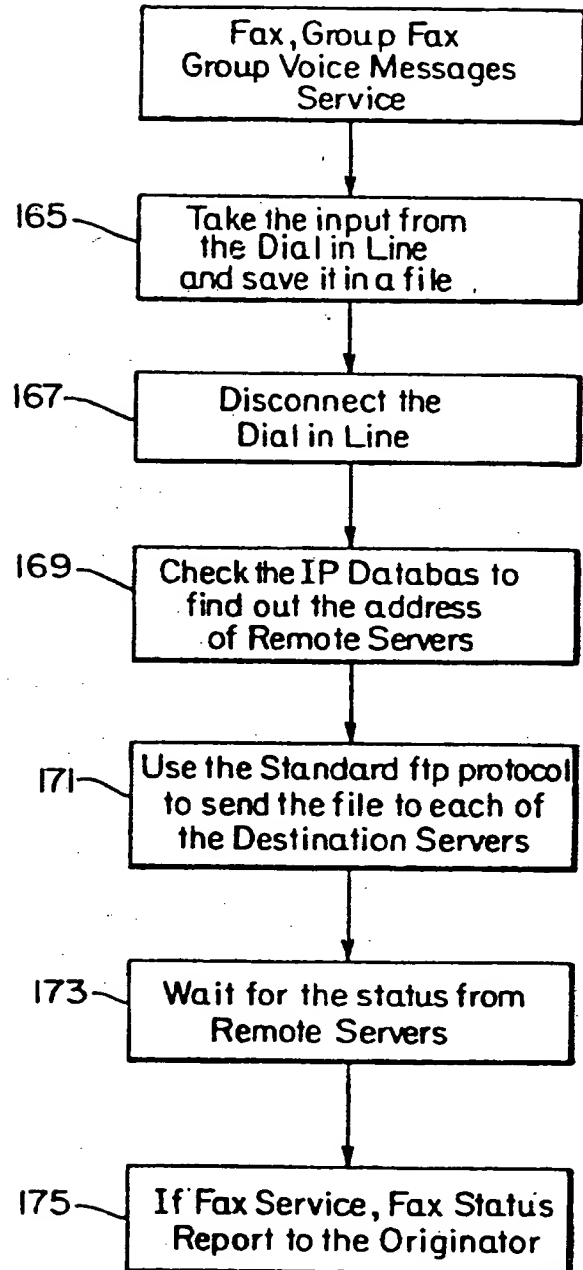 Fax, Group Fax
Group Voice Messages
Service
165
Take the input from
the Dial in Line
and save it in a file
167
Disconnect the
Dial in Line
169
Check the IP Databas to
find out the address
of Remote Servers
171
Use the Standard ftp protocol
to send the file to each of
the Destination Servers
173
Wait for the status from
Remote Servers
175
If Fax Service, Fax Status
Report to the Originator